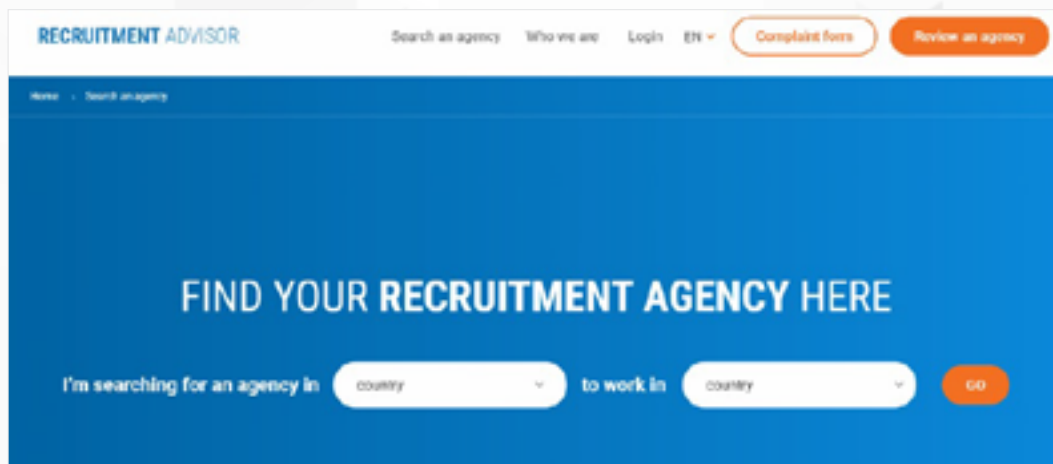 RECRUITMENT ADVISOR Search an agency Who we are Login EN Complaint form Review an agency
Home › Search an agency
FIND YOUR RECRUITMENT AGENCY HERE
I'm searching for an agency in country to work in country GO